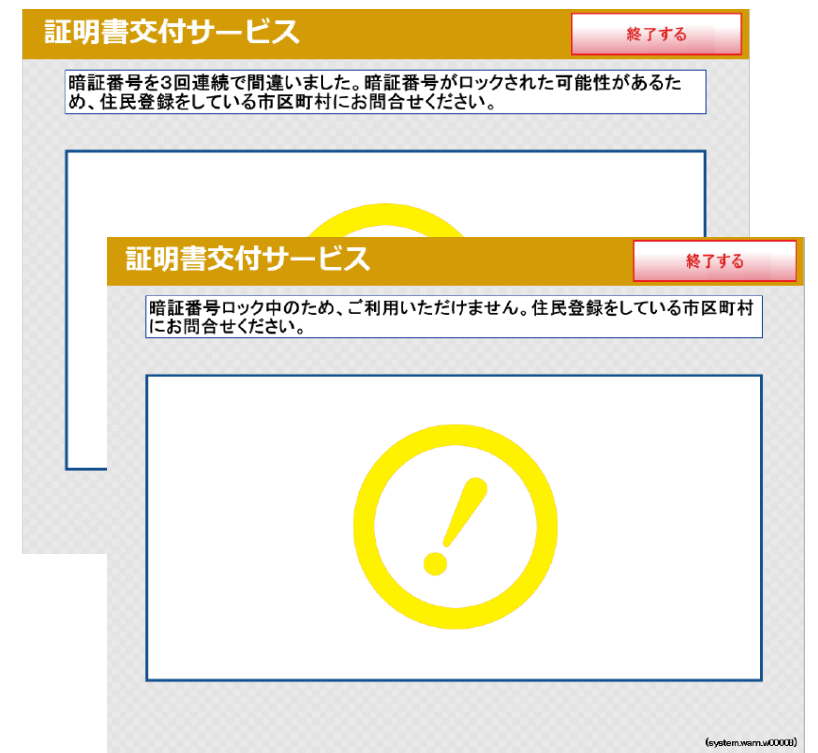 証明書交付サービス
終了する
暗証番号を3回連続で間違いました。暗証番号がロックされた可能性があるた
め、住民登録をしている市区町村にお問合せください。
証明書交付サービス
終了する
暗証番号ロック中のため、ご利用いただけません。住民登録をしている市区町村
にお問合せください。
(system.warn.w00008)